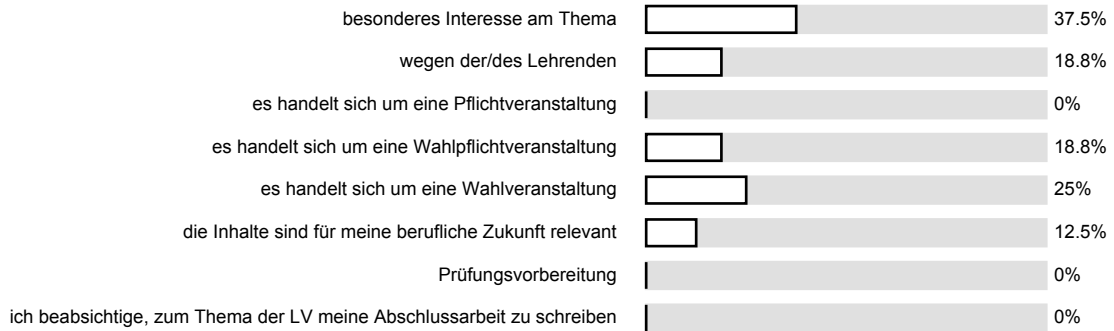 besonderes Interesse am Thema 37.5%
wegen der/des Lehrenden 18.8%
es handelt sich um eine Pflichtveranstaltung 0%
es handelt sich um eine Wahlpflichtveranstaltung 18.8%
es handelt sich um eine Wahlveranstaltung 25%
die Inhalte sind für meine berufliche Zukunft relevant 12.5%
Prüfungsvorbereitung 0%
ich beabsichtige, zum Thema der LV meine Abschlussarbeit zu schreiben 0%